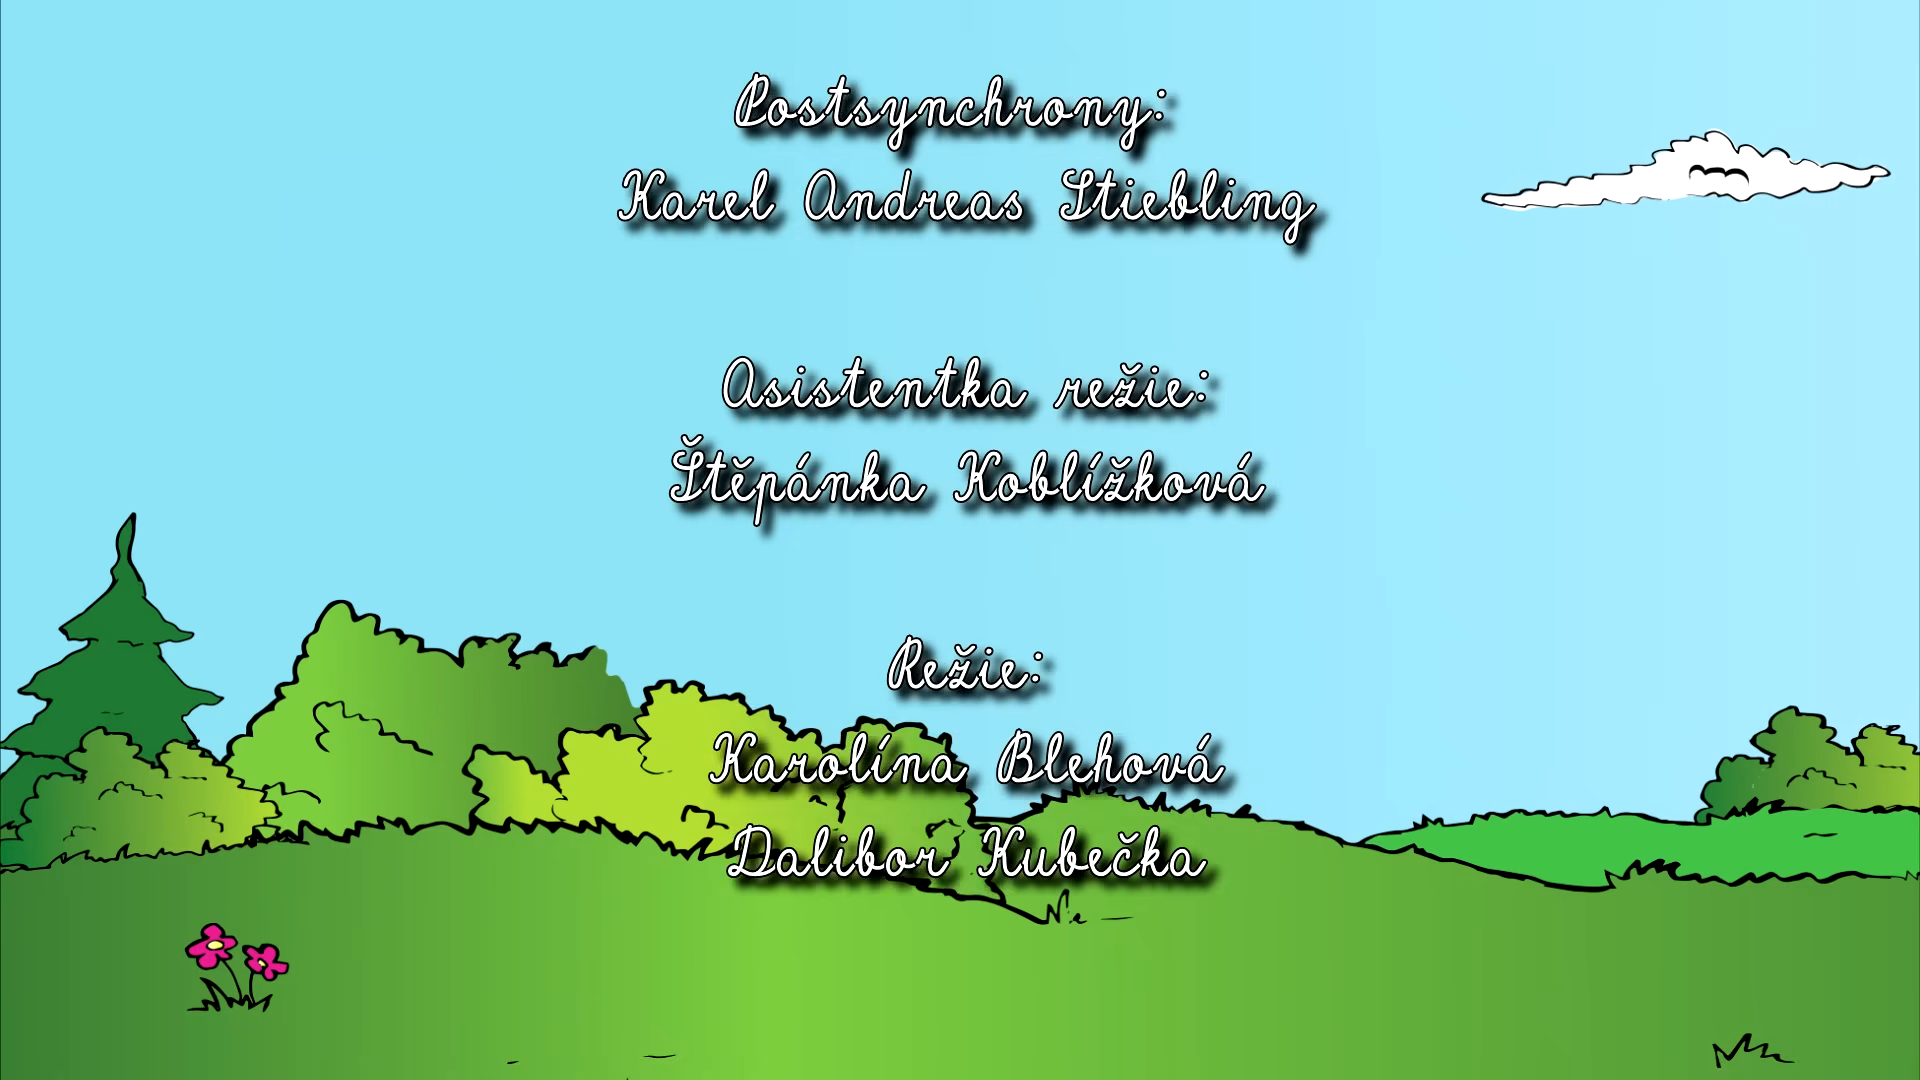 Postsynchrony:
Karel Andreas Stiebling
Asistentka režie:
Štěpánka Koblížková
Režie:
Karolína Blehová
Dalibor Kubečka